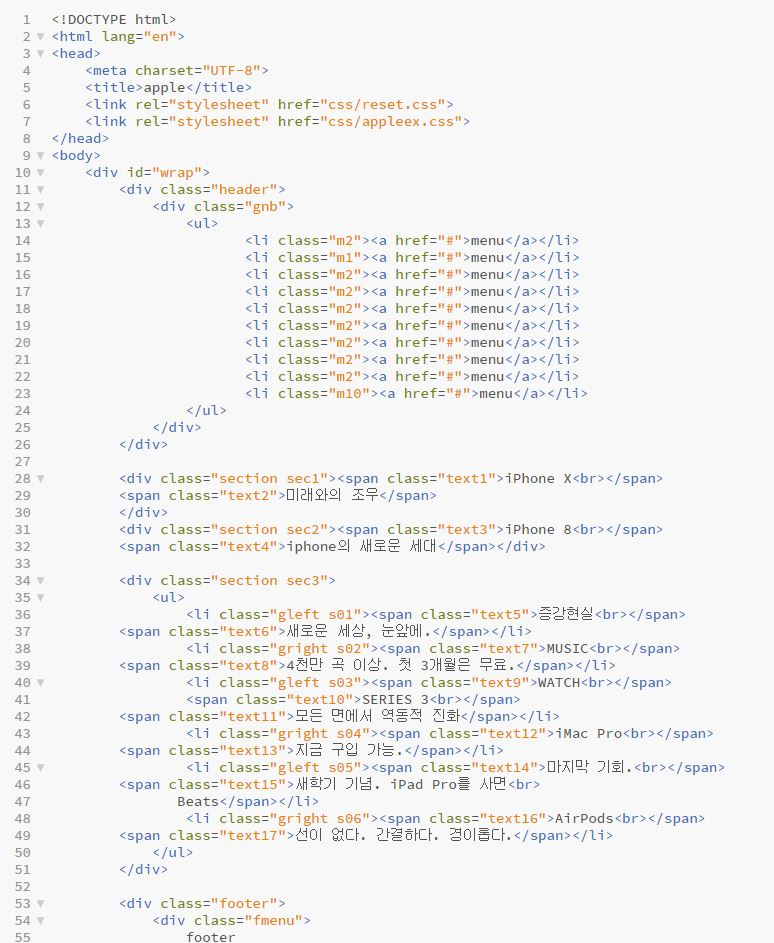 1 <!DOCTYPE html>
2 ▼ <html lang="en">
3 ▼ <head>
4     <meta charset="UTF-8">
5     <title>apple</title>
6     <link rel="stylesheet" href="css/reset.css">
7     <link rel="stylesheet" href="css/appleex.css">
8 </head>
9 ▼ <body>
10 ▼     <div id="wrap">
11 ▼         <div class="header">
12 ▼             <div class="gnb">
13 ▼                 <ul>
14                        <li class="m2"><a href="#">menu</a></li>
15                        <li class="m1"><a href="#">menu</a></li>
16                        <li class="m2"><a href="#">menu</a></li>
17                        <li class="m2"><a href="#">menu</a></li>
18                        <li class="m2"><a href="#">menu</a></li>
19                        <li class="m2"><a href="#">menu</a></li>
20                        <li class="m2"><a href="#">menu</a></li>
21                        <li class="m2"><a href="#">menu</a></li>
22                        <li class="m2"><a href="#">menu</a></li>
23                        <li class="m10"><a href="#">menu</a></li>
24                 </ul>
25             </div>
26         </div>
27
28 ▼         <div class="section sec1"><span class="text1">iPhone X<br></span>
29         <span class="text2">미래와의 조우</span>
30         </div>
31         <div class="section sec2"><span class="text3">iPhone 8<br></span>
32         <span class="text4">iphone의 새로운 세대</span></div>
33
34 ▼         <div class="section sec3">
35 ▼             <ul>
36                 <li class="gleft s01"><span class="text5">증강현실<br></span>
37         <span class="text6">새로운 세상, 눈앞에.</span></li>
38                 <li class="gright s02"><span class="text7">MUSIC<br></span>
39         <span class="text8">4천만 곡 이상. 첫 3개월은 무료.</span></li>
40 ▼                 <li class="gleft s03"><span class="text9">WATCH<br></span>
41                 <span class="text10">SERIES 3<br></span>
42         <span class="text11">모든 면에서 역동적 진화</span></li>
43                 <li class="gright s04"><span class="text12">iMac Pro<br></span>
44         <span class="text13">지금 구입 가능.</span></li>
45 ▼                 <li class="gleft s05"><span class="text14">마지막 기회.<br></span>
46         <span class="text15">새학기 기념. iPad Pro를 사면<br>
47                Beats</span></li>
48                 <li class="gright s06"><span class="text16">AirPods<br></span>
49         <span class="text17">선이 없다. 간결하다. 경이롭다.</span></li>
50             </ul>
51         </div>
52
53 ▼         <div class="footer">
54 ▼             <div class="fmenu">
55                 footer